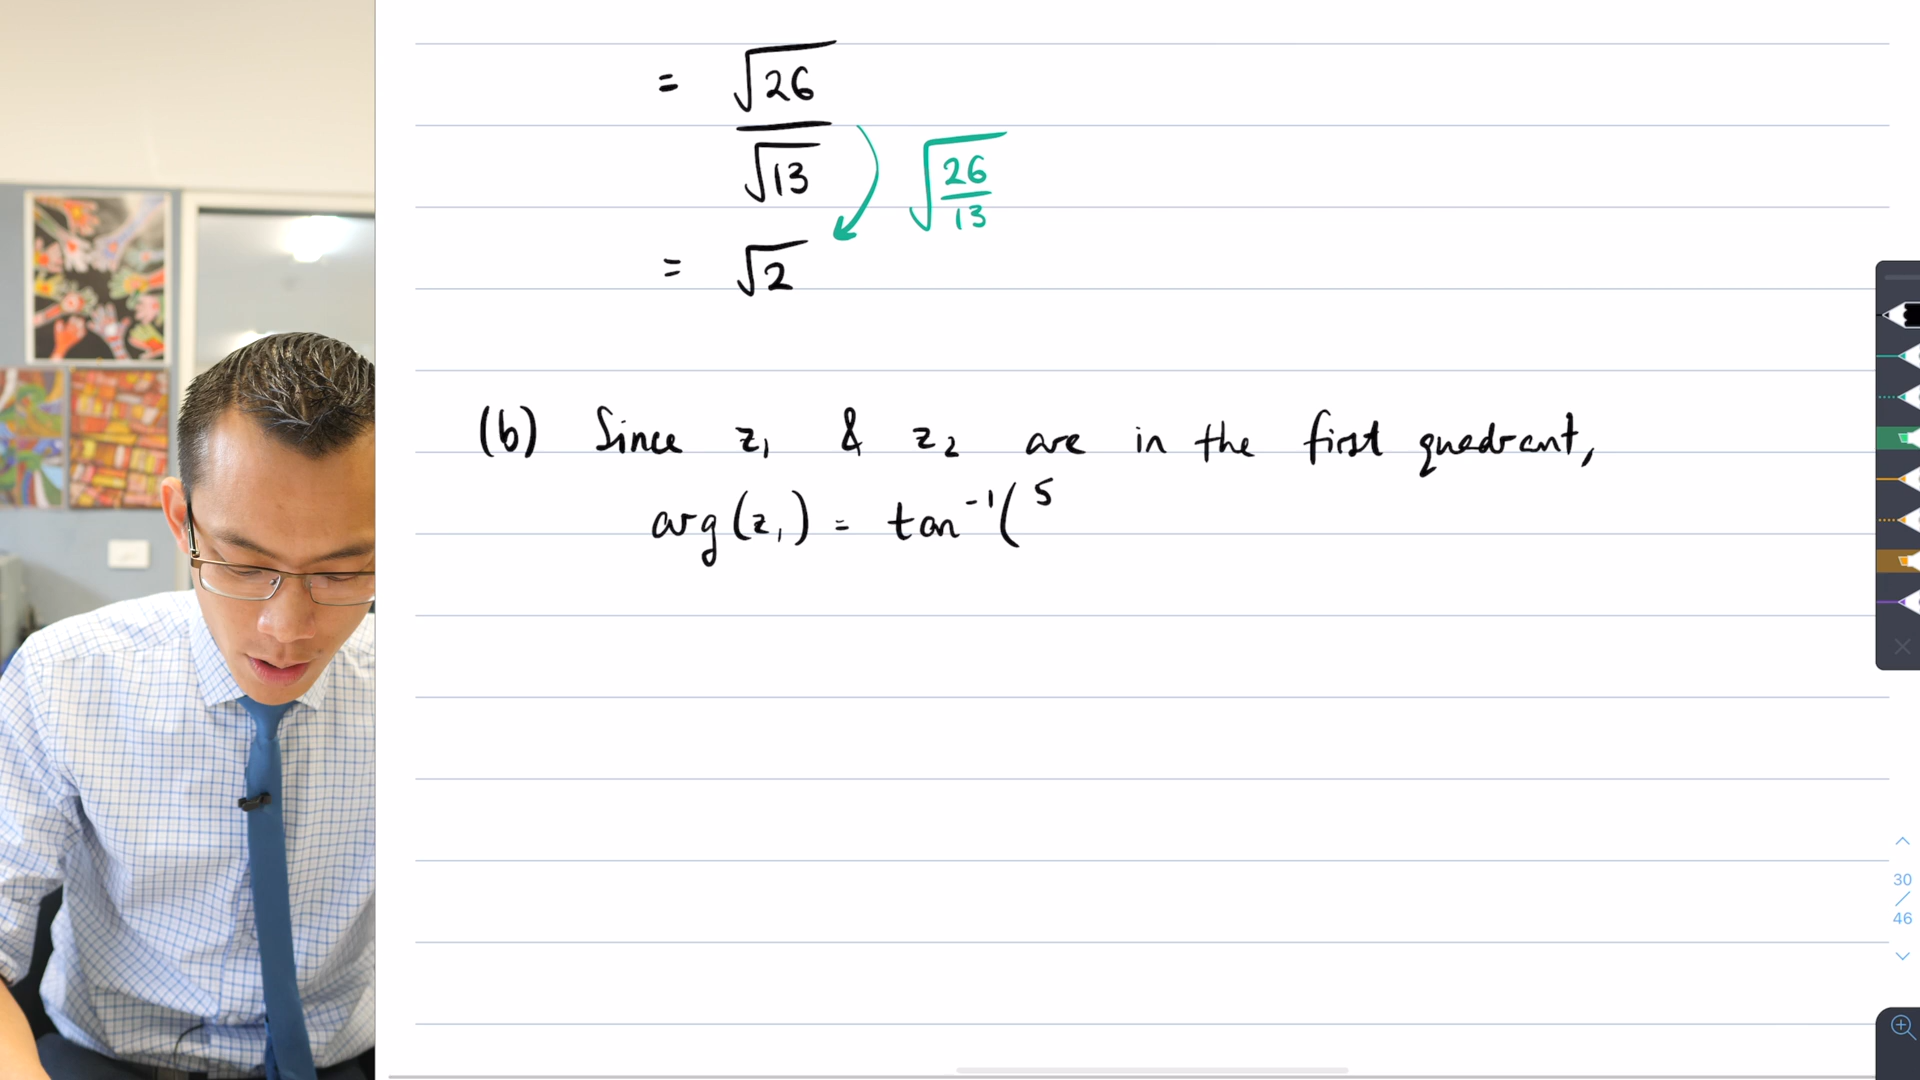 = √26 / √13
√(26/13)
= √2
(b) Since z₁ & z₂ are in the first quadrant,
arg(z₁) = tan⁻¹( 5
30
/
46